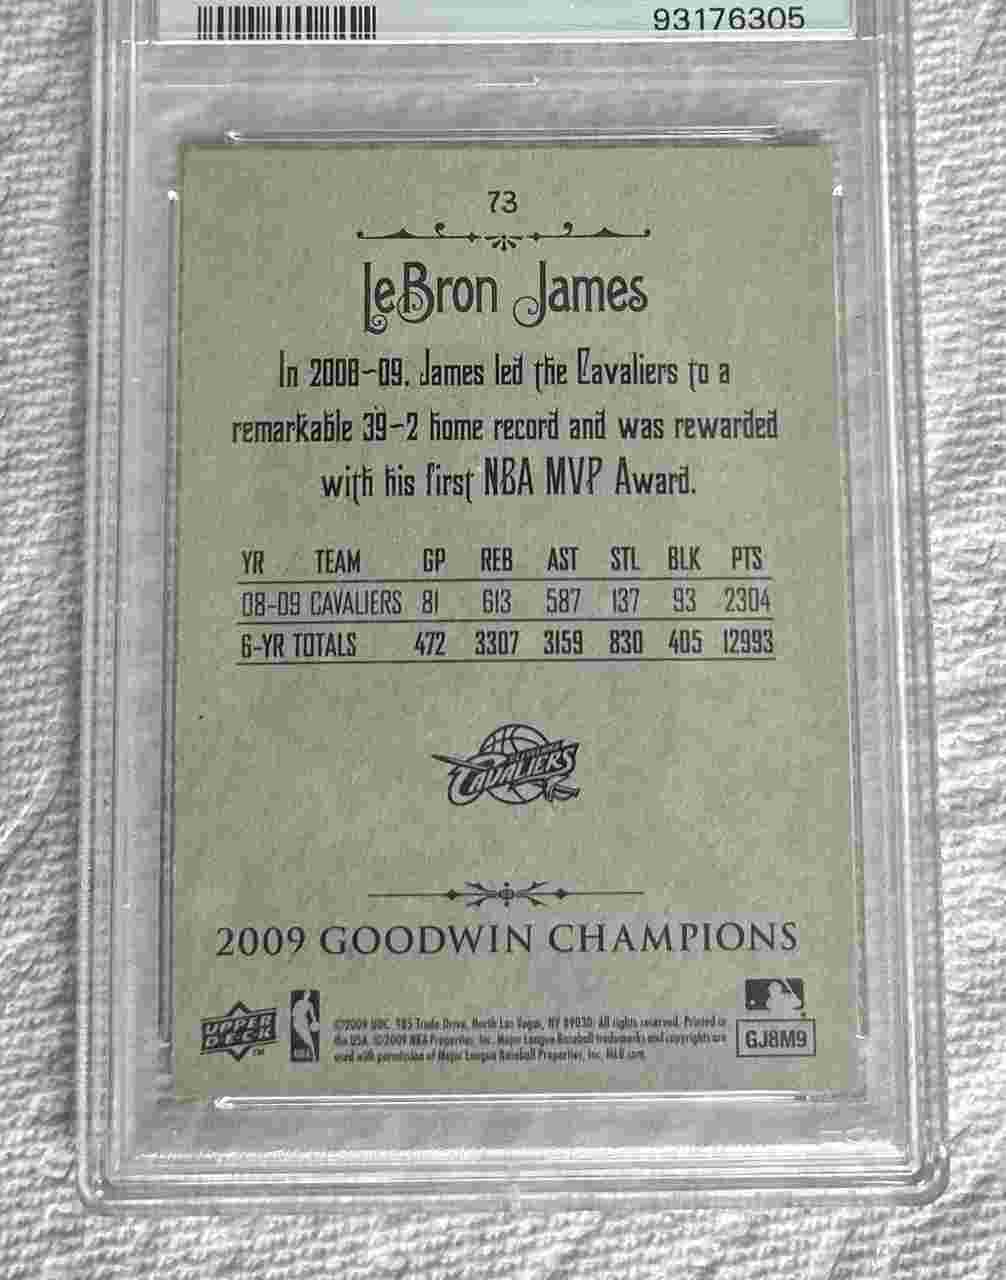 93176305
73
LeBron James
In 2008-09, James led the Cavaliers to a
remarkable 39-2 home record and was rewarded
with his first NBA MVP Award.
YR TEAM GP REB AST STL BLK PTS
08-09 CAVALIERS 81 613 587 137 93 2304
6-YR TOTALS 472 3307 3159 830 405 12993
CAVALIERS
2009 GOODWIN CHAMPIONS
UPPER DECK TM
NBA
©2009 UDC, 985 Trade Drive, North Las Vegas, NV 89030. All rights reserved. Printed in
the USA. ©2009 NBA Properties, Inc. Major League Baseball trademarks and copyrights are
used with permission of Major League Baseball Properties, Inc. MLB.com.
GJ8M9